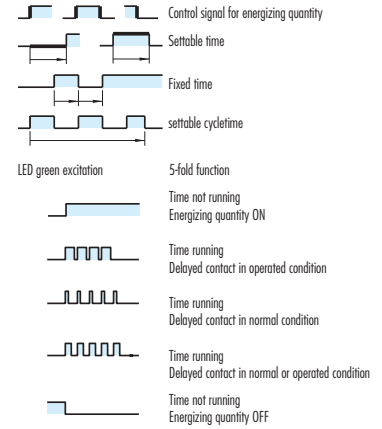 Control signal for energizing quantity
Settable time
Fixed time
settable cycletime
LED green excitation 5-fold function
Time not running
Energizing quantity ON
Time running
Delayed contact in operated condition
Time running
Delayed contact in normal condition
Time running
Delayed contact in normal or operated condition
Time not running
Energizing quantity OFF